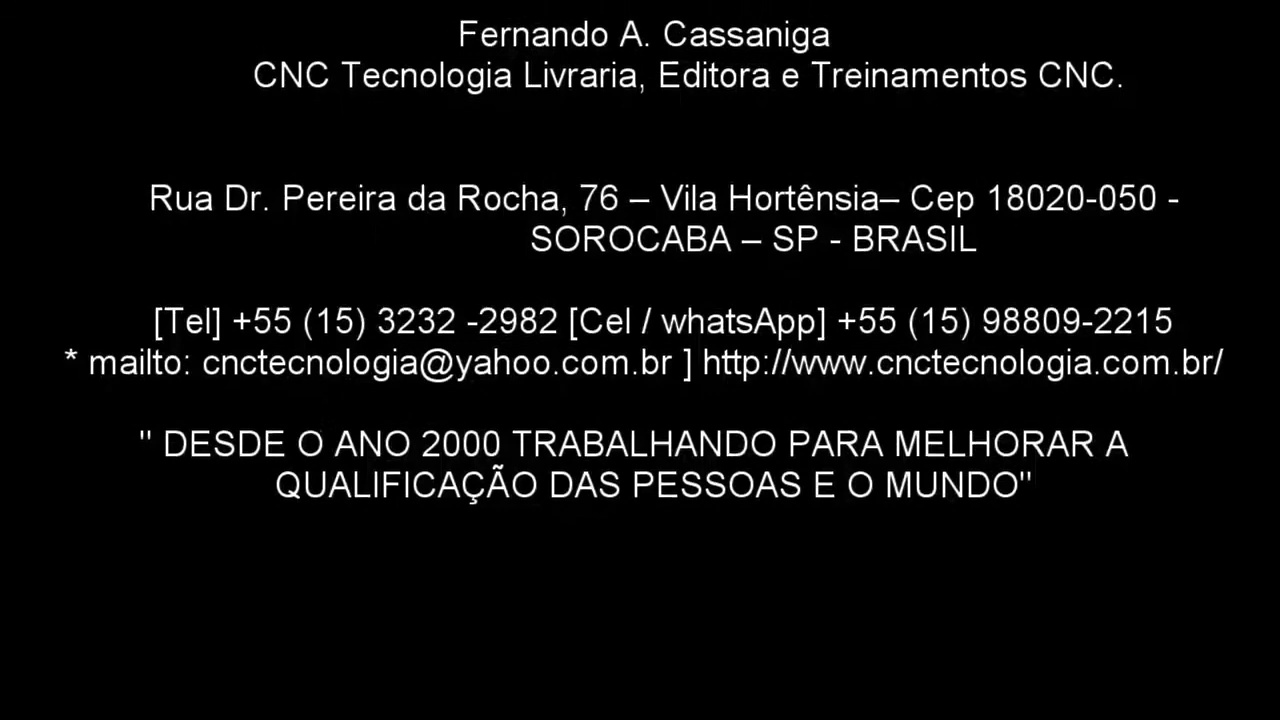 Fernando A. Cassaniga
CNC Tecnologia Livraria, Editora e Treinamentos CNC.
Rua Dr. Pereira da Rocha, 76 – Vila Hortênsia– Cep 18020-050 -
SOROCABA – SP - BRASIL
[Tel] +55 (15) 3232 -2982 [Cel / whatsApp] +55 (15) 98809-2215
* mailto: cnctecnologia@yahoo.com.br ] http://www.cnctecnologia.com.br/
" DESDE O ANO 2000 TRABALHANDO PARA MELHORAR A
QUALIFICAÇÃO DAS PESSOAS E O MUNDO"